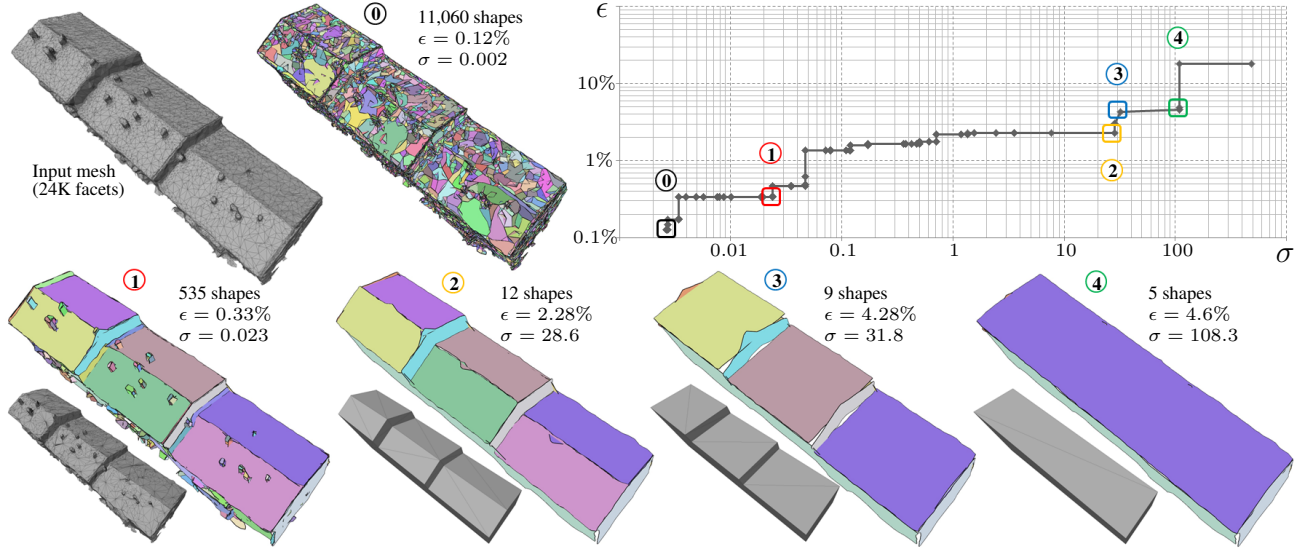 0
11,060 shapes
ϵ = 0.12%
σ = 0.002
Input mesh
(24K facets)
ϵ
10%
1%
0.1%
0.01
0.1
1
10
100
σ
0
1
2
3
4
1
535 shapes
ϵ = 0.33%
σ = 0.023
2
12 shapes
ϵ = 2.28%
σ = 28.6
3
9 shapes
ϵ = 4.28%
σ = 31.8
4
5 shapes
ϵ = 4.6%
σ = 108.3